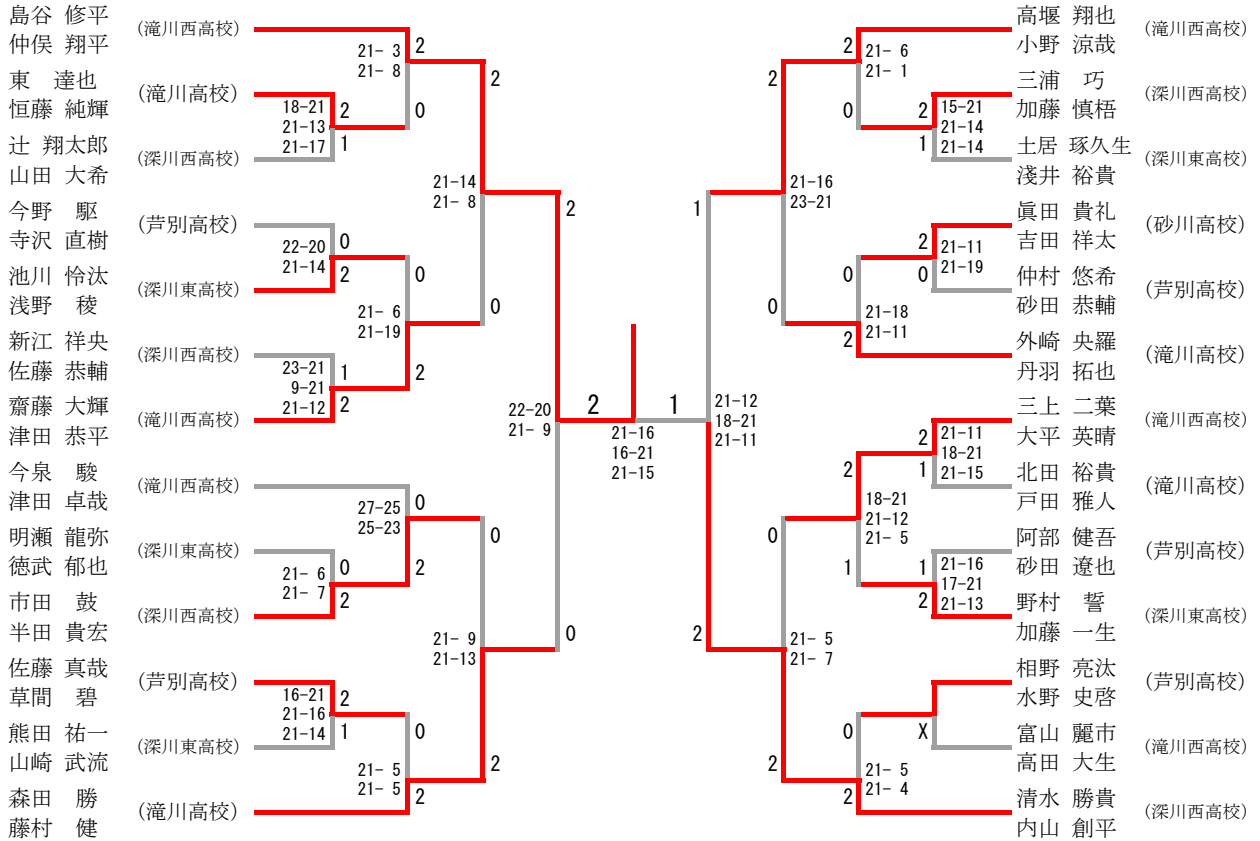 島谷 修平
仲俣 翔平
(滝川西高校)
21- 3
21- 8
2
0
東 達也
恒藤 純輝
(滝川高校)
18-21
21-13
21-17
2
1
辻 翔太郎
山田 大希
(深川西高校)
2
21-14
21- 8
0
今野 駆
寺沢 直樹
(芦別高校)
22-20
21-14
0
2
池川 怜汰
浅野 稜
(深川東高校)
0
21- 6
21-19
2
新江 祥央
佐藤 恭輔
(深川西高校)
23-21
9-21
21-12
1
2
齋藤 大輝
津田 恭平
(滝川西高校)
2
22-20
21- 9
0
今泉 駿
津田 卓哉
(滝川西高校)
27-25
25-23
0
2
明瀬 龍弥
徳武 郁也
(深川東高校)
21- 6
21- 7
0
2
市田 鼓
半田 貴宏
(深川西高校)
0
21- 9
21-13
2
佐藤 真哉
草間 碧
(芦別高校)
16-21
21-16
21-14
2
1
熊田 祐一
山崎 武流
(深川東高校)
0
21- 5
21- 5
2
森田 勝
藤村 健
(滝川高校)
2
1
21-16
16-21
21-15
高堰 翔也
小野 涼哉
(滝川西高校)
2
21- 6
21- 1
0
三浦 巧
加藤 慎梧
(深川西高校)
2
15-21
21-14
21-14
1
土居 琢久生
淺井 裕貴
(深川東高校)
2
21-16
23-21
0
眞田 貴礼
吉田 祥太
(砂川高校)
2
21-11
21-19
0
仲村 悠希
砂田 恭輔
(芦別高校)
0
21-18
21-11
2
外崎 央羅
丹羽 拓也
(滝川高校)
1
21-12
18-21
21-11
2
三上 二葉
大平 英晴
(滝川西高校)
2
21-11
18-21
21-15
1
北田 裕貴
戸田 雅人
(滝川高校)
2
18-21
21-12
21- 5
1
阿部 健吾
砂田 遼也
(芦別高校)
1
21-16
17-21
21-13
2
野村 誓
加藤 一生
(深川東高校)
0
21- 5
21- 7
2
相野 亮汰
水野 史啓
(芦別高校)
X
富山 麗市
高田 大生
(滝川西高校)
0
21- 5
21- 4
2
清水 勝貴
内山 創平
(深川西高校)